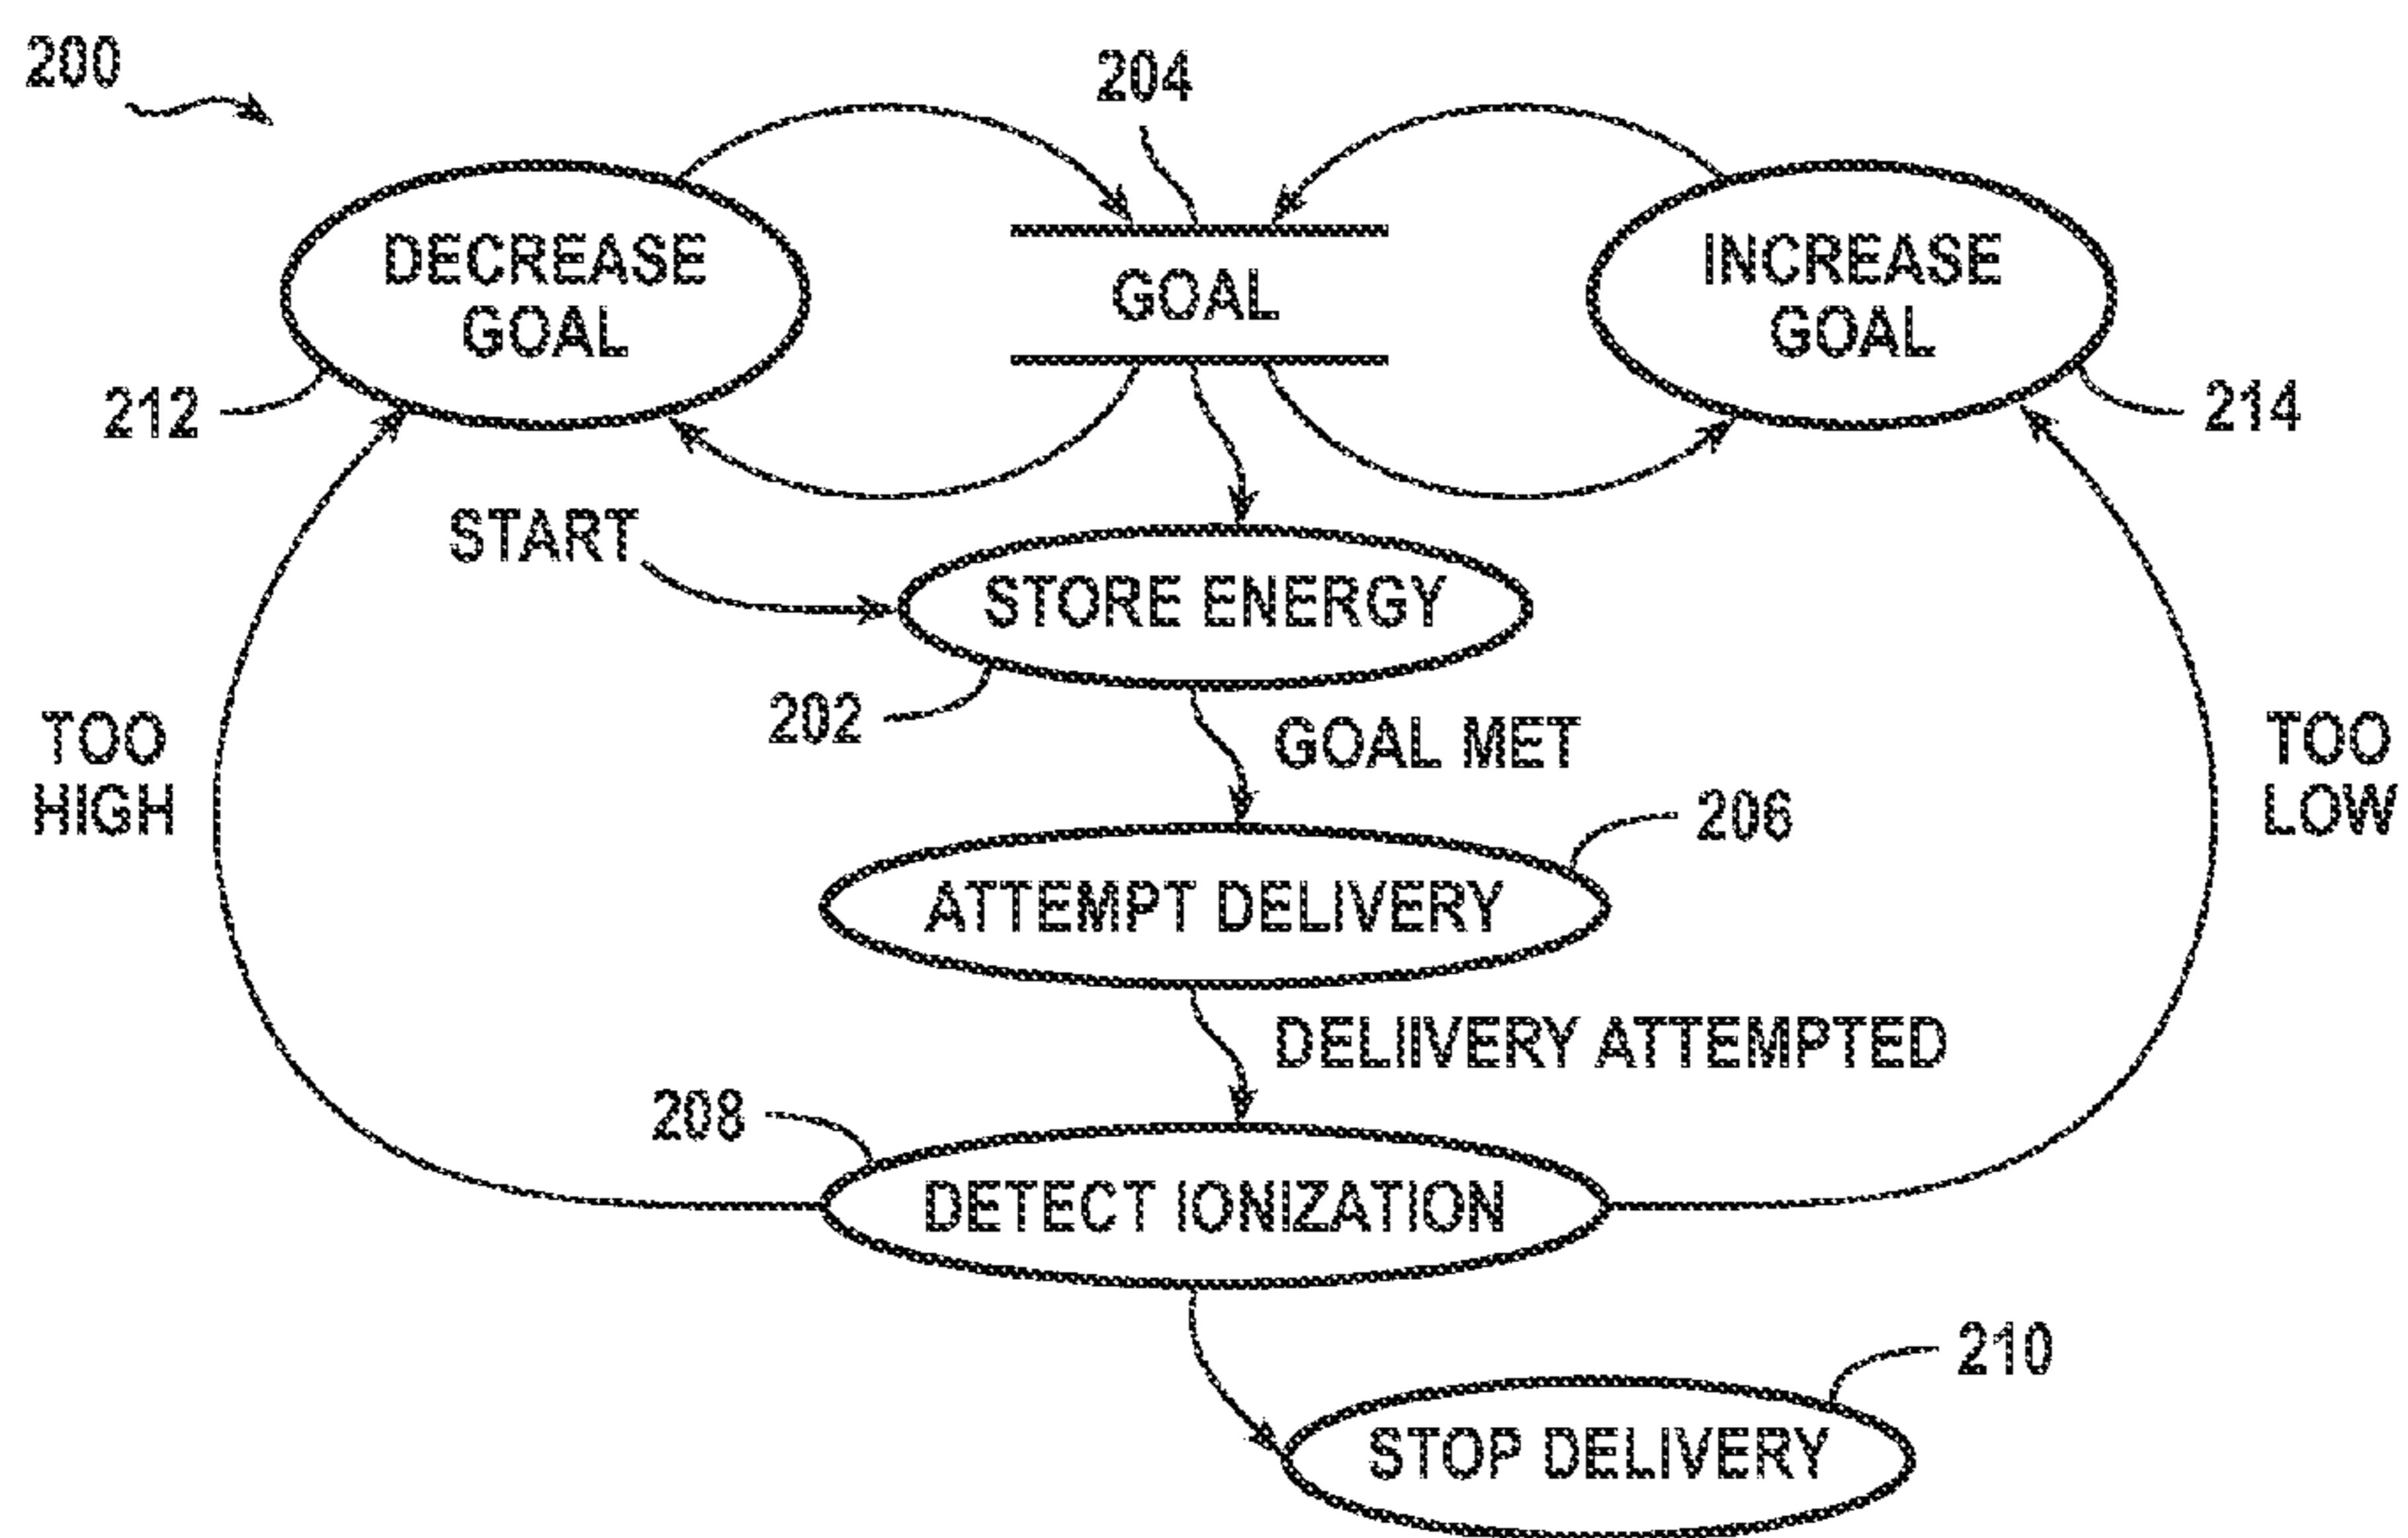 200
204
DECREASE
GOAL
GOAL
INCREASE
GOAL
212
214
START
STORE ENERGY
202
GOAL MET
TOO
HIGH
TOO
LOW
206
ATTEMPT DELIVERY
DELIIVERY ATTEMPTED
208
DETECT IONIZATION
210
STOP DELIVERY